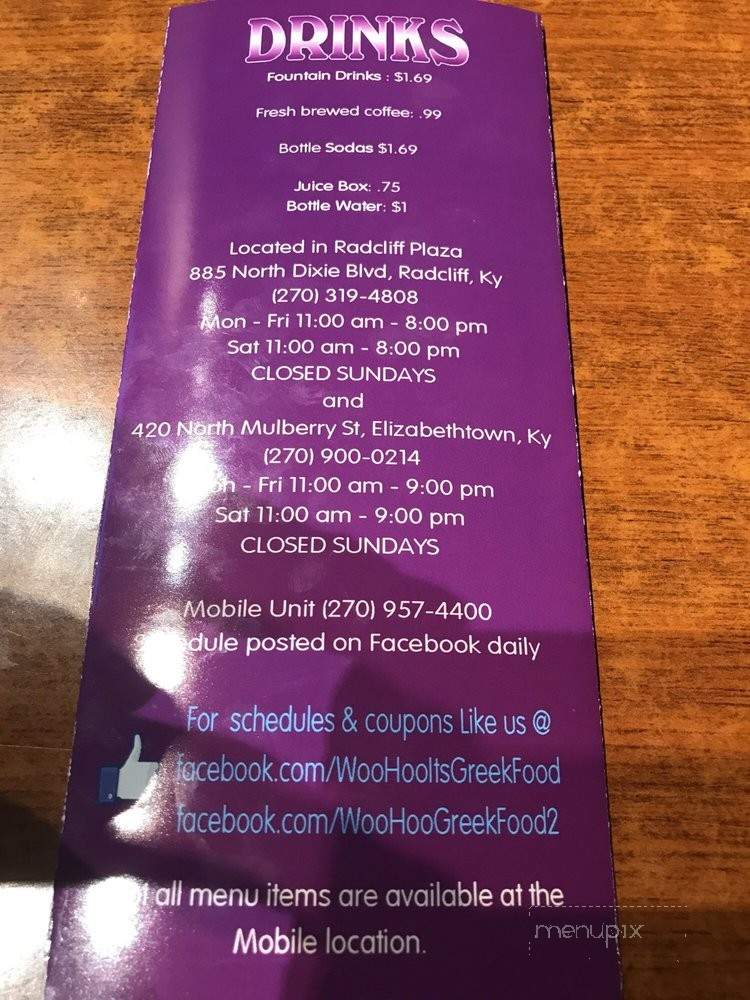 DRINKS
Fountain Drinks : $1.69
Fresh brewed coffee: .99
Bottle Sodas $1.69
Juice Box: .75
Bottle Water: $1
Located in Radcliff Plaza
885 North Dixie Blvd, Radcliff, Ky
(270) 319-4808
Mon - Fri 11:00 am - 8:00 pm
Sat 11:00 am - 8:00 pm
CLOSED SUNDAYS
and
420 North Mulberry St, Elizabethtown, Ky
(270) 900-0214
- Fri 11:00 am - 9:00 pm
Sat 11:00 am - 9:00 pm
CLOSED SUNDAYS
Mobile Unit (270) 957-4400
posted on Facebook daily
For schedules & coupons Like us @
facebook.com/WooHooItsGreekFood
facebook.com/WooHooGreekFood2
all menu items are available at the
Mobile location.
menupix